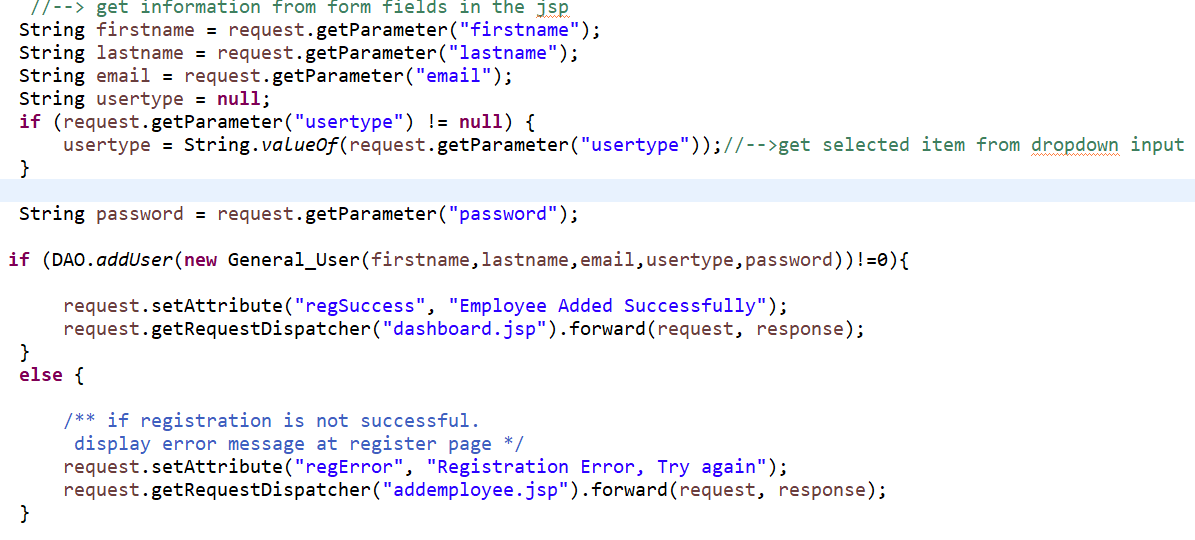 //--> get information from form fields in the jsp
String firstname = request.getParameter("firstname");
String lastname = request.getParameter("lastname");
String email = request.getParameter("email");
String usertype = null;
if (request.getParameter("usertype") != null) {
usertype = String.valueOf(request.getParameter("usertype"));//-->get selected item from dropdown input
}
String password = request.getParameter("password");
if (DAO.addUser(new General_User(firstname,lastname,email,usertype,password))!=0){
request.setAttribute("regSuccess", "Employee Added Successfully");
request.getRequestDispatcher("dashboard.jsp").forward(request, response);
}
else {
/** if registration is not successful.
display error message at register page */
request.setAttribute("regError", "Registration Error, Try again");
request.getRequestDispatcher("addemployee.jsp").forward(request, response);
}